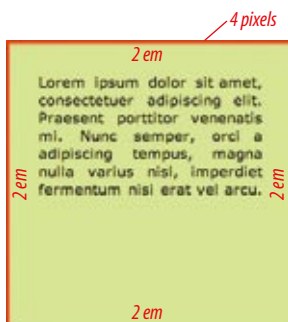 4 pixels
2 em
Lorem ipsum dolor sit amet,
consectetuer adipiscing elit.
Praesent porttitor venenatis
mi. Nunc semper, orci a
adipiscing tempus, magna
nulla varius nisl, imperdiet
fermentum nisi erat vel arcu.
2 em
2 em
2 em